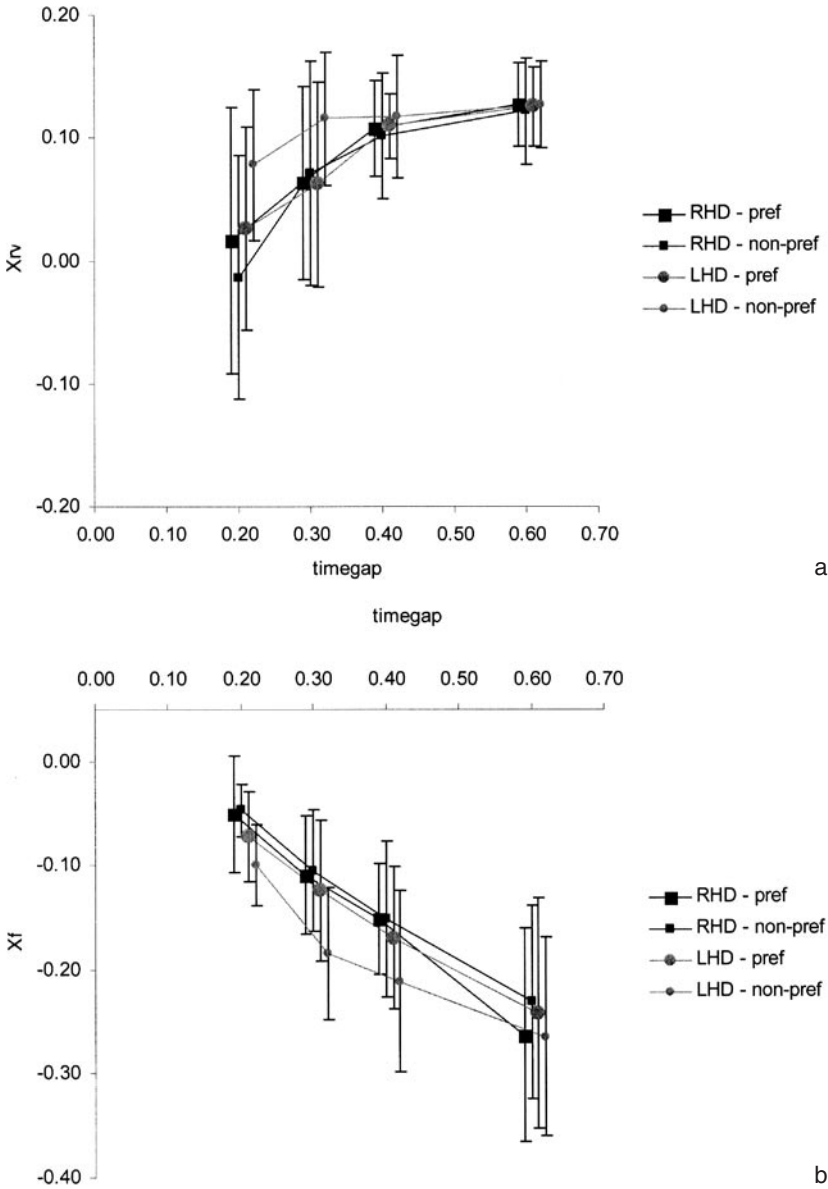 0.20
0.10
0.00
-0.10
-0.20
Xrv
0.00 0.10 0.20 0.30 0.40 0.50 0.60 0.70
timegap
RHD - pref
RHD - non-pref
LHD - pref
LHD - non-pref
a
timegap
0.00 0.10 0.20 0.30 0.40 0.50 0.60 0.70
0.00
-0.10
-0.20
-0.30
-0.40
Xf
RHD - pref
RHD - non-pref
LHD - pref
LHD - non-pref
b